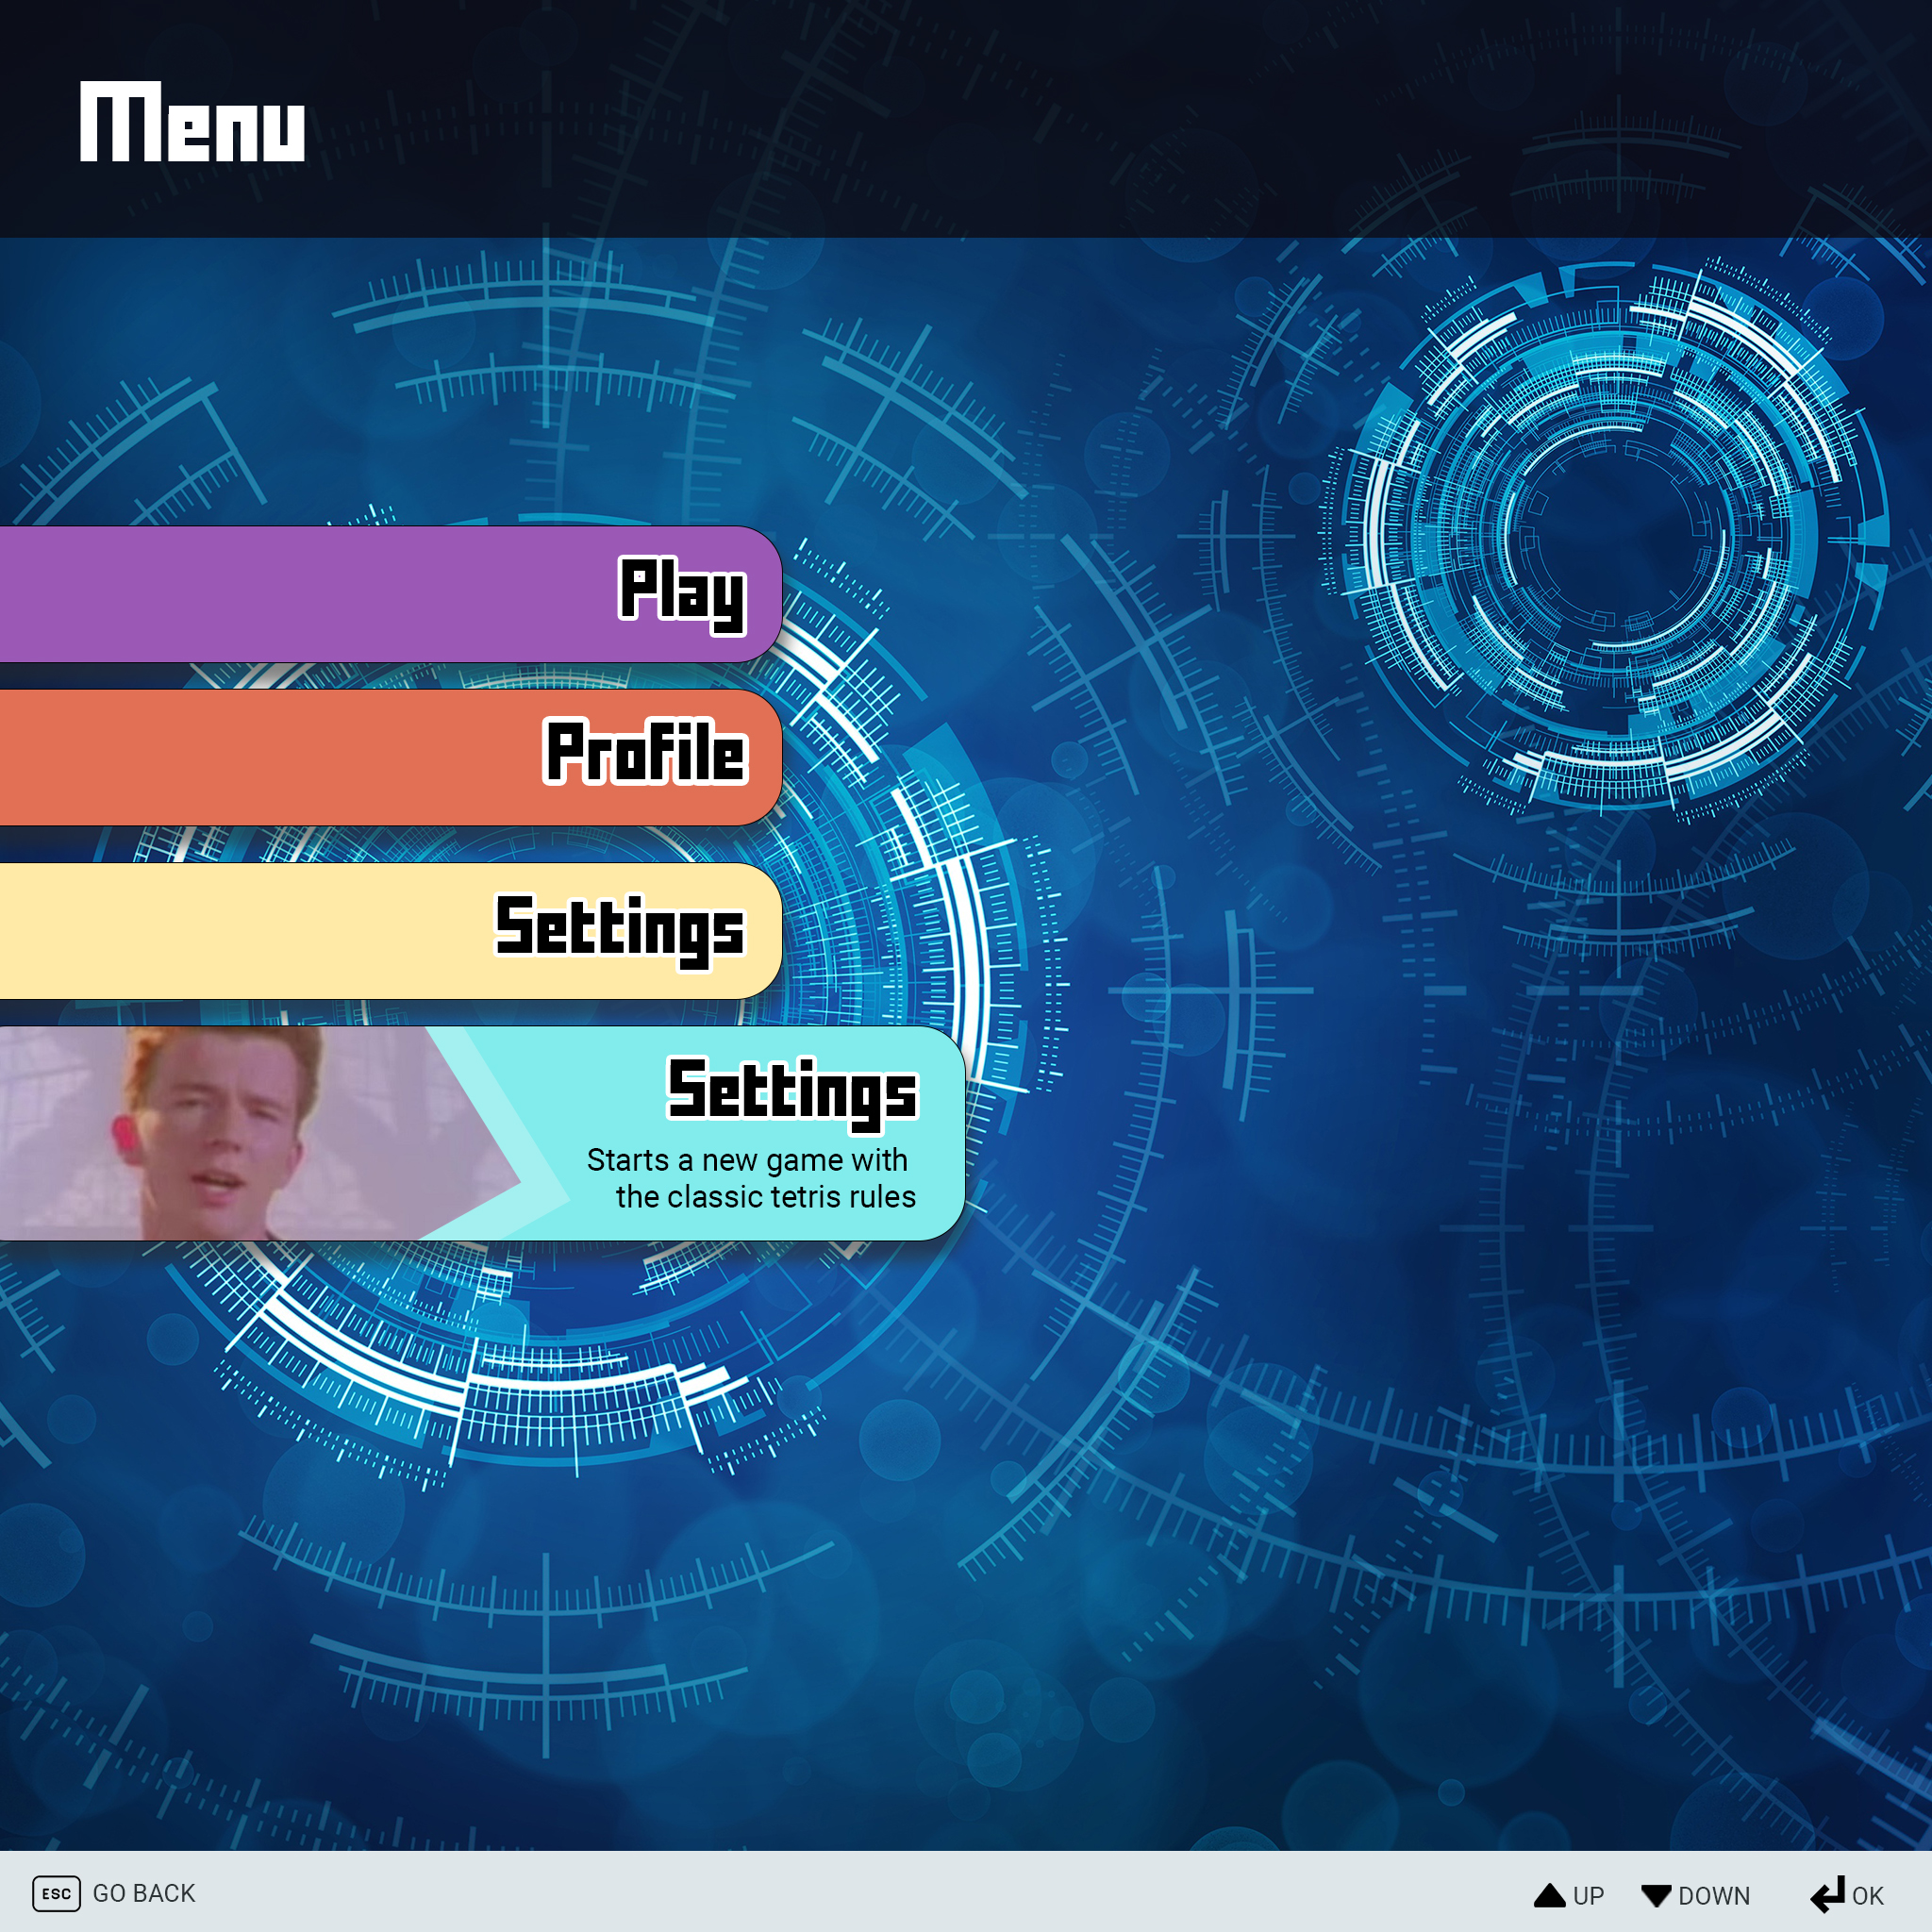 Menu
Play
Profile
Settings
Settings
Starts a new game with
the classic tetris rules
ESC GO BACK
UP DOWN OK